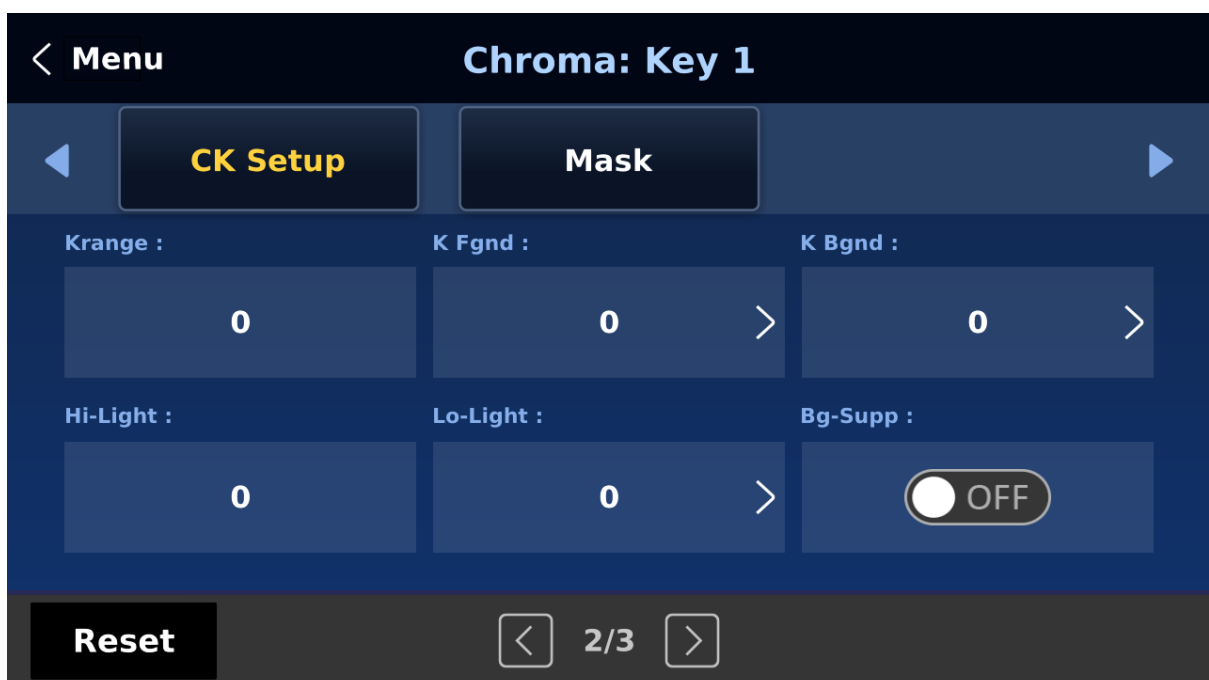 Menu
Chroma: Key 1
CK Setup
Mask
Krange :
K Fgnd :
K Bgnd :
0
0
0
Hi-Light :
Lo-Light :
Bg-Supp :
0
0
OFF
Reset
2/3